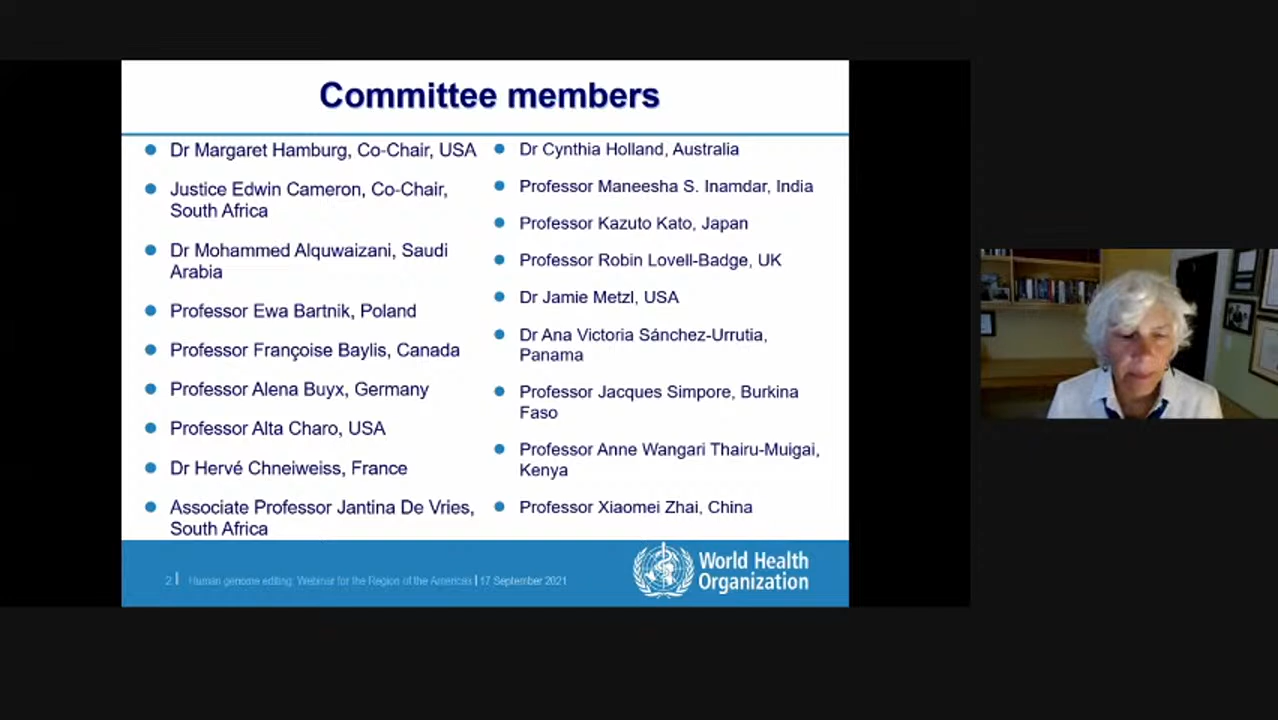 Committee members
Dr Margaret Hamburg, Co-Chair, USA
Justice Edwin Cameron, Co-Chair,
South Africa
Dr Mohammed Alquwaizani, Saudi
Arabia
Professor Ewa Bartnik, Poland
Professor Françoise Baylis, Canada
Professor Alena Buyx, Germany
Professor Alta Charo, USA
Dr Hervé Chneiweiss, France
Associate Professor Jantina De Vries,
South Africa
Dr Cynthia Holland, Australia
Professor Maneesha S. Inamdar, India
Professor Kazuto Kato, Japan
Professor Robin Lovell-Badge, UK
Dr Jamie Metzl, USA
Dr Ana Victoria Sánchez-Urrutia,
Panama
Professor Jacques Simpore, Burkina
Faso
Professor Anne Wangari Thairu-Muigai,
Kenya
Professor Xiaomei Zhai, China
2 | Human genome editing: Webinar for the Region of the Americas | 17 September 2021
World Health
Organization